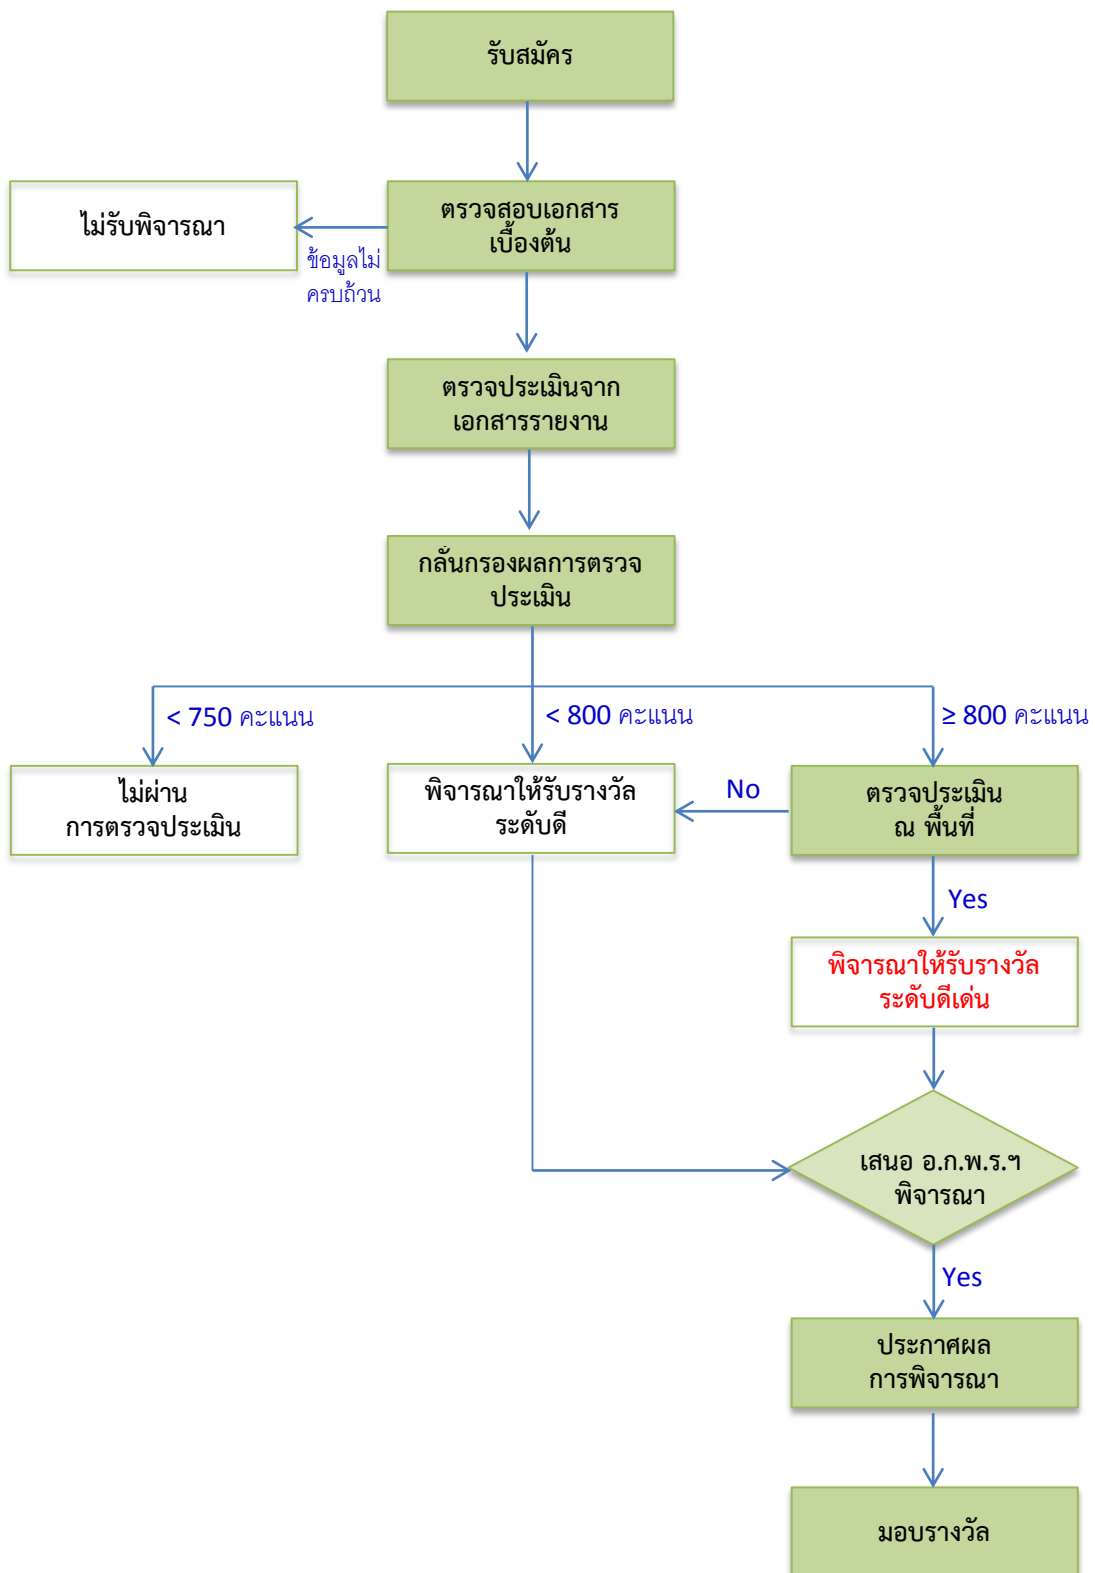 รับสมัคร
ตรวจสอบเอกสาร
เบื้องต้น
ไม่รับพิจารณา
ข้อมูลไม่
ครบถ้วน
ตรวจประเมินจาก
เอกสารรายงาน
กลั่นกรองผลการตรวจ
ประเมิน
< 750 คะแนน
< 800 คะแนน
≥ 800 คะแนน
ไม่ผ่าน
การตรวจประเมิน
พิจารณาให้รับรางวัล
ระดับดี
No
ตรวจประเมิน
ณ พื้นที่
Yes
พิจารณาให้รับรางวัล
ระดับดีเด่น
เสนอ อ.ก.พ.ร.ฯ
พิจารณา
Yes
ประกาศผล
การพิจารณา
มอบรางวัล